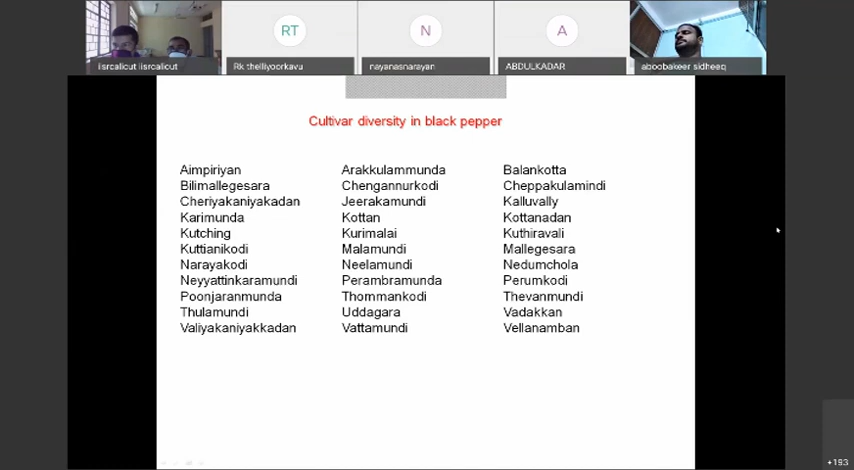 RT
N
A
iisrcalicut iisrcalicut
Rk thelliyoorkavu
nayanasnarayan
ABDULKADAR
aboobakeer sidheeq
Cultivar diversity in black pepper
Aimpiriyan Arakkulammunda Balankotta
Bilimallegesara Chengannurkodi Cheppakulamindi
Cheriyakaniyakadan Jeerakamundi Kalluvally
Karimunda Kottan Kottanadan
Kutching Kurimalai Kuthiravali
Kuttianikodi Malamundi Mallegesara
Narayakodi Neelamundi Nedumchola
Neyyattinkaramundi Perambramunda Perumkodi
Poonjaranmunda Thommankodi Thevanmundi
Thulamundi Uddagara Vadakkan
Valiyakaniyakkadan Vattamundi Vellanamban
+193